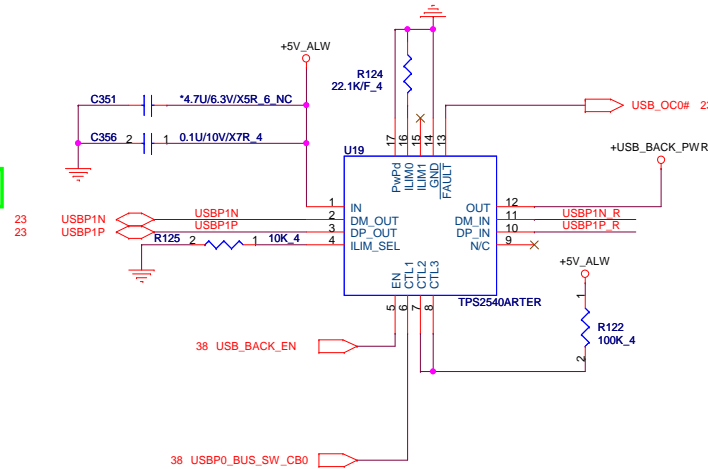 +5V_ALW
R124
22.1K/F_4
C351
*4.7U/6.3V/X5R_6_NC
C356 2 1 0.1U/10V/X7R_4
USB_OC0# 23
+USB_BACK_PWR
U19
17 16 15 14 13
PwPd ILIM0 ILIM1 GND FAULT
1 IN
2 DM_OUT
3 DP_OUT
4 ILIM_SEL
OUT 12
DM_IN 11
DP_IN 10
N/C 9
23 USBP1N USBP1N
23 USBP1P USBP1P
USBP1N_R
USBP1P_R
R125 2 1 10K_4
EN CTL1 CTL2 CTL3
5 6 7 8
TPS2540ARTER
+5V_ALW
1
R122
100K_4
2
38 USB_BACK_EN
38 USBP0_BUS_SW_CB0